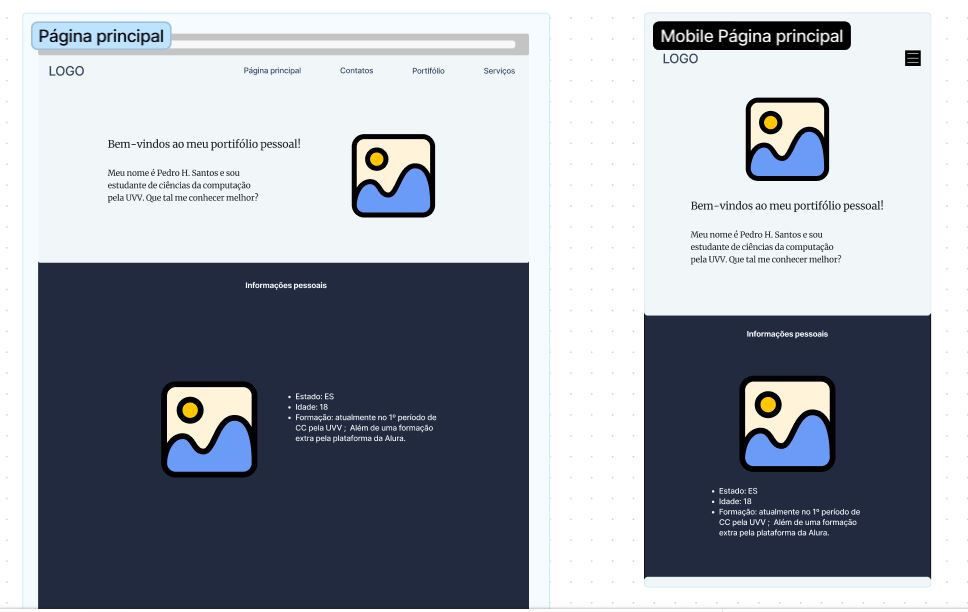 Página principal
LOGO
Página principal
Contatos
Portifólio
Serviços
Bem-vindos ao meu portifólio pessoal!
Meu nome é Pedro H. Santos e sou
estudante de ciências da computação
pela UVV. Que tal me conhecer melhor?
Informações pessoais
Estado: ES
Idade: 18
Formação: atualmente no 1º período de
CC pela UVV ; Além de uma formação
extra pela plataforma da Alura.
Mobile Página principal
LOGO
Bem-vindos ao meu portifólio pessoal!
Meu nome é Pedro H. Santos e sou
estudante de ciências da computação
pela UVV. Que tal me conhecer melhor?
Informações pessoais
Estado: ES
Idade: 18
Formação: atualmente no 1º período de
CC pela UVV ; Além de uma formação
extra pela plataforma da Alura.